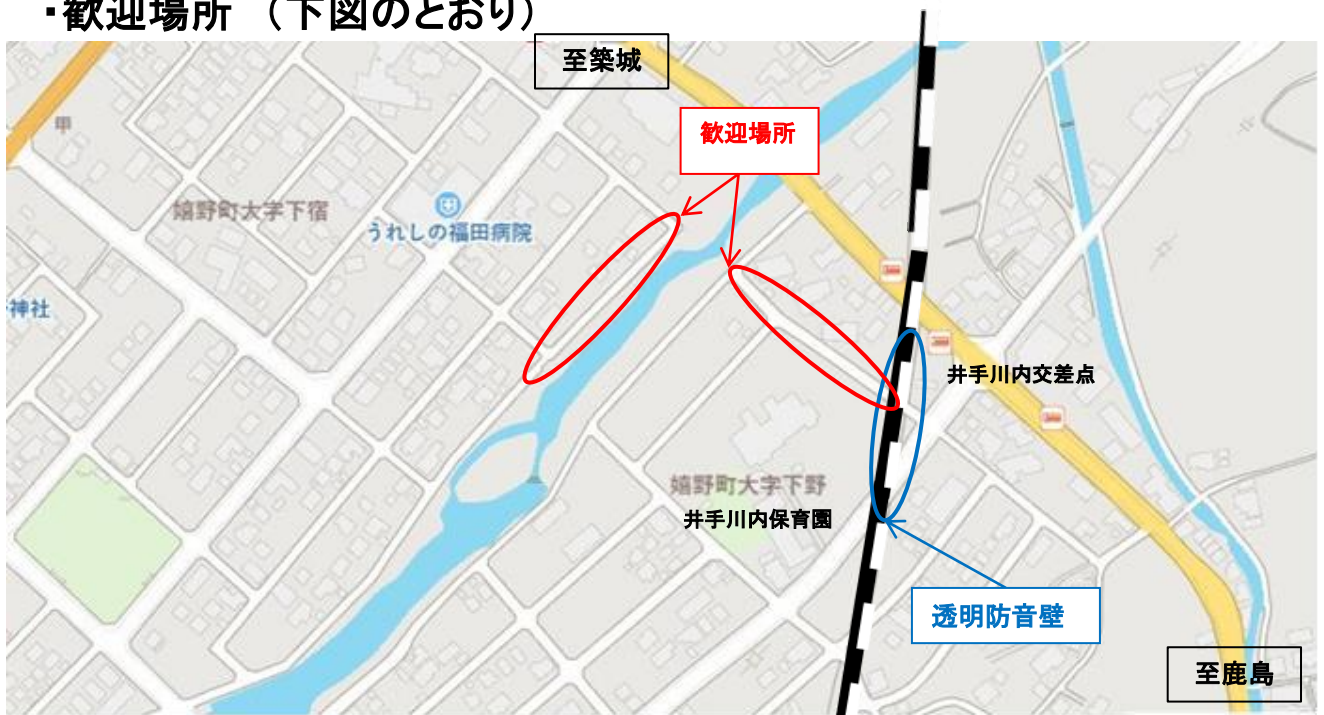 ・歓迎場所 （下図のとおり）
至築城
甲
歓迎場所
嬉野町大字下宿
うれしの福田病院
神社
井手川内交差点
嬉野町大字下野
井手川内保育園
透明防音壁
至鹿島